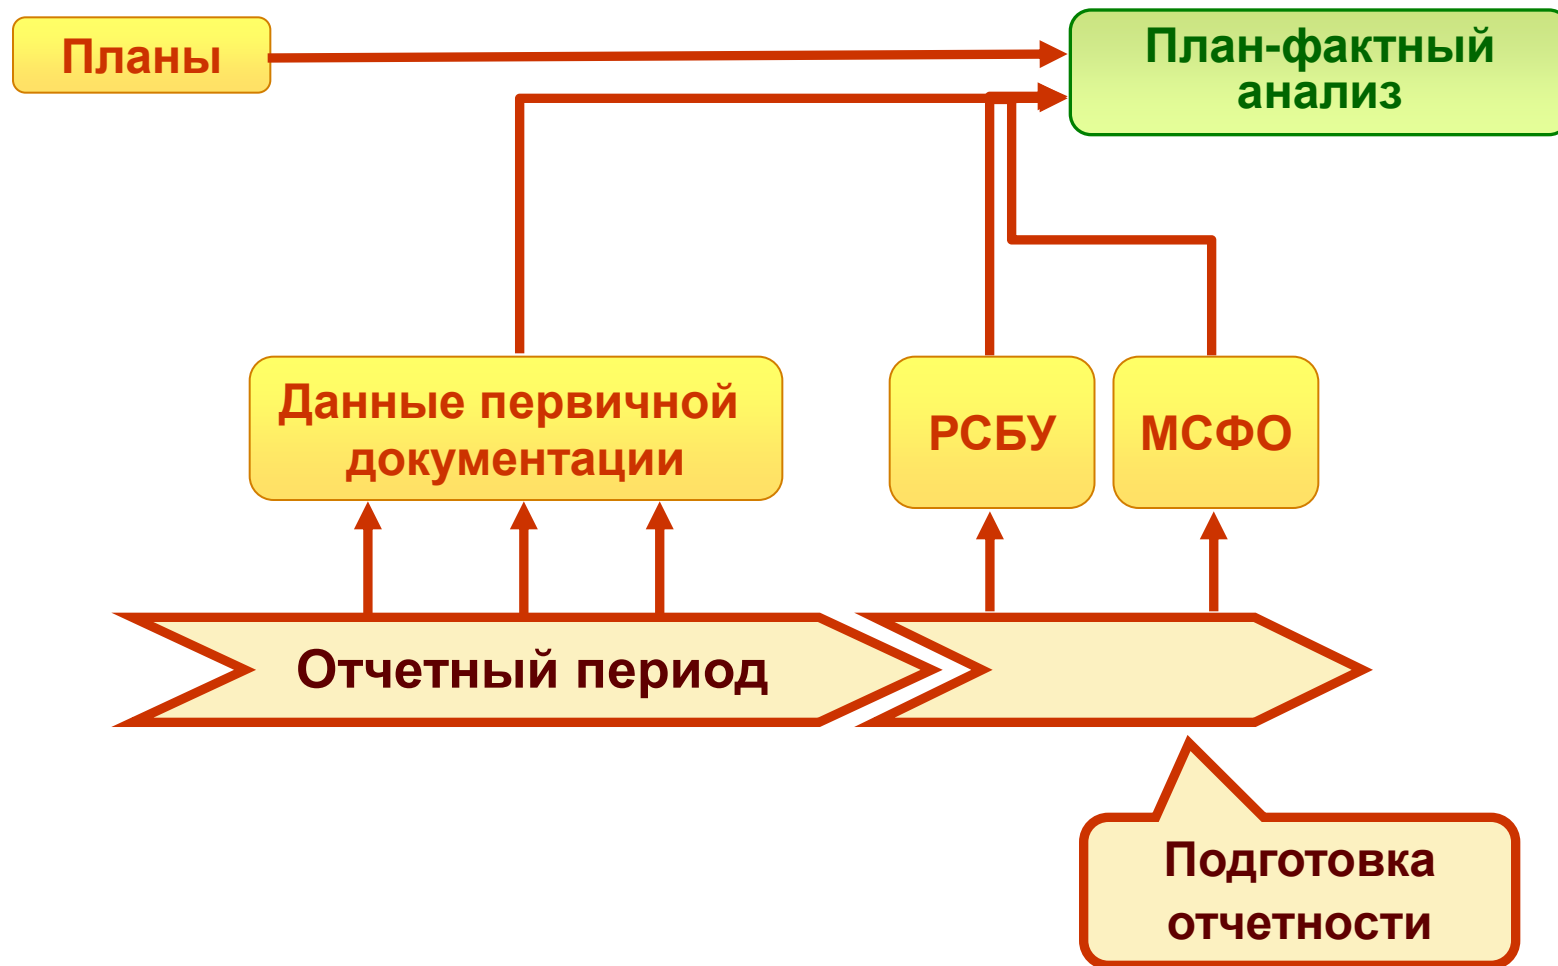 Планы
План-фактный
анализ
Данные первичной
документации
РСБУ
МСФО
Отчетный период
Подготовка
отчетности